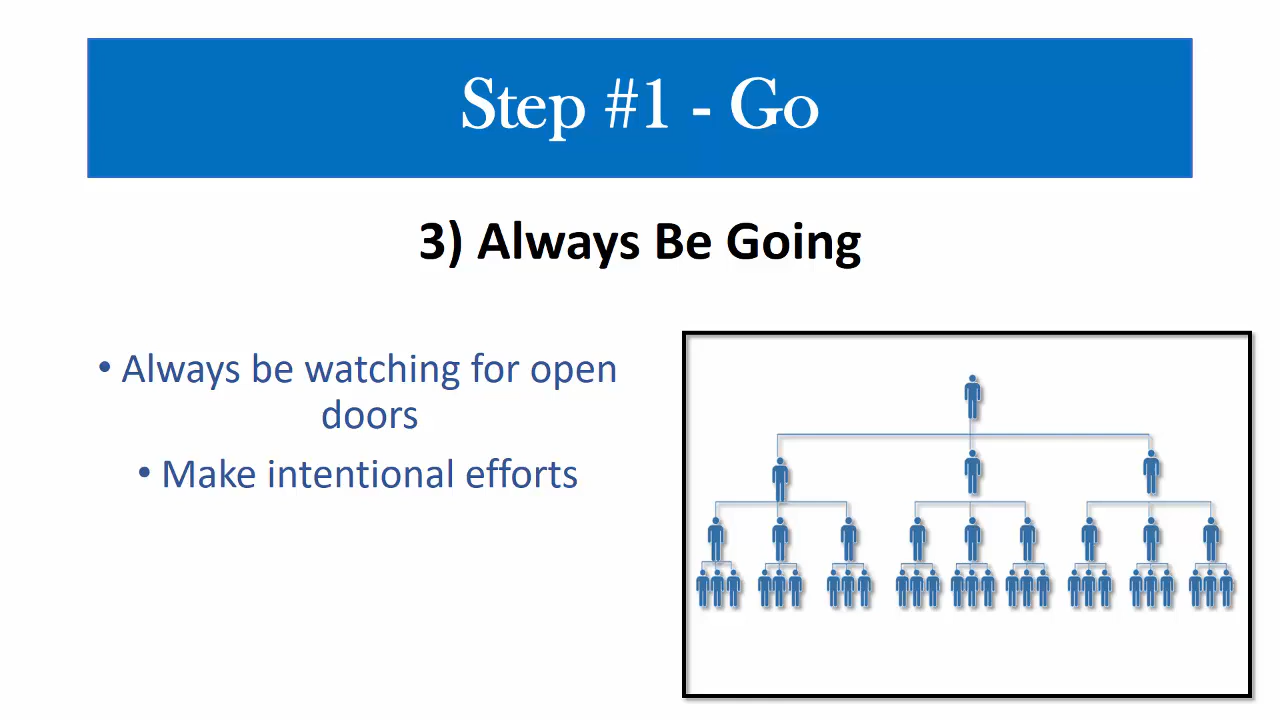 Step #1 - Go
3) Always Be Going
• Always be watching for open
doors
• Make intentional efforts